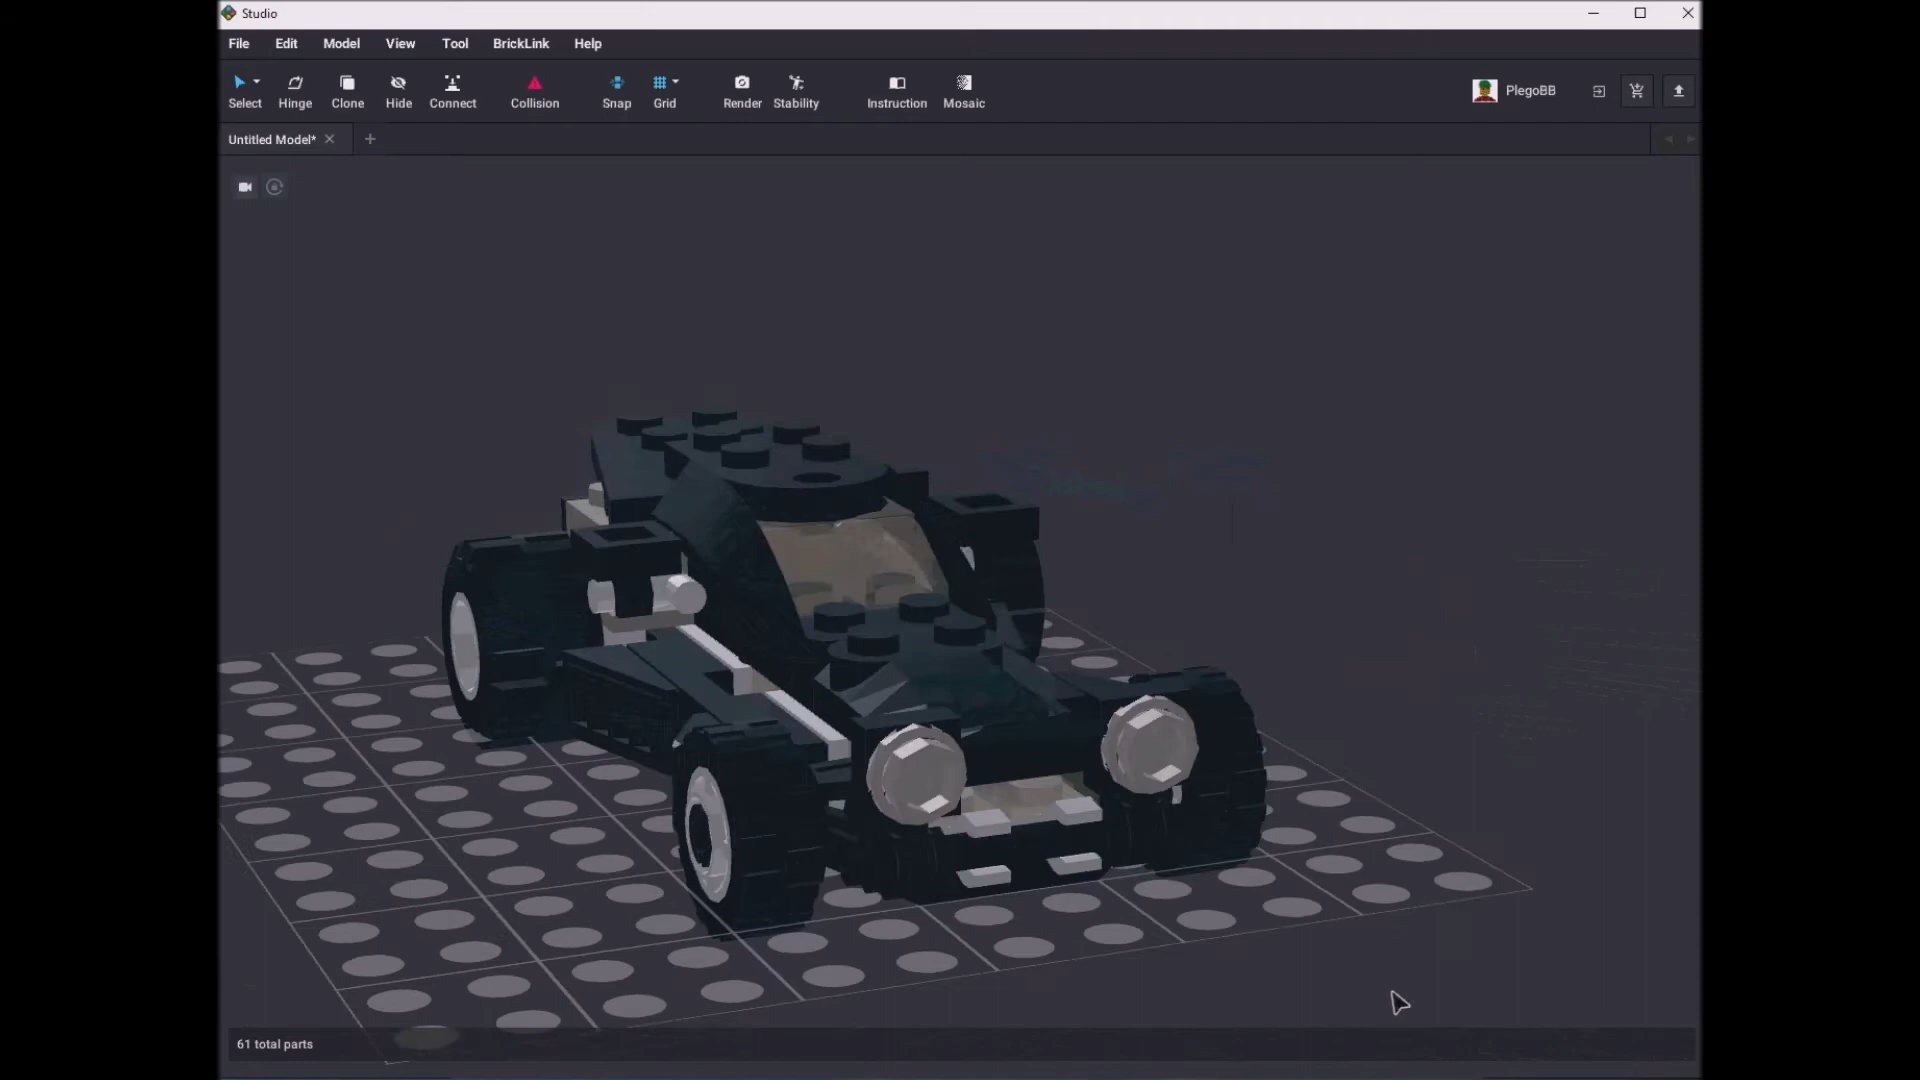 Studio
File Edit Model View Tool BrickLink Help
Select Hinge Clone Hide Connect Collision Snap Grid Render Stability Instruction Mosaic PlegoBB
Untitled Model*
61 total parts